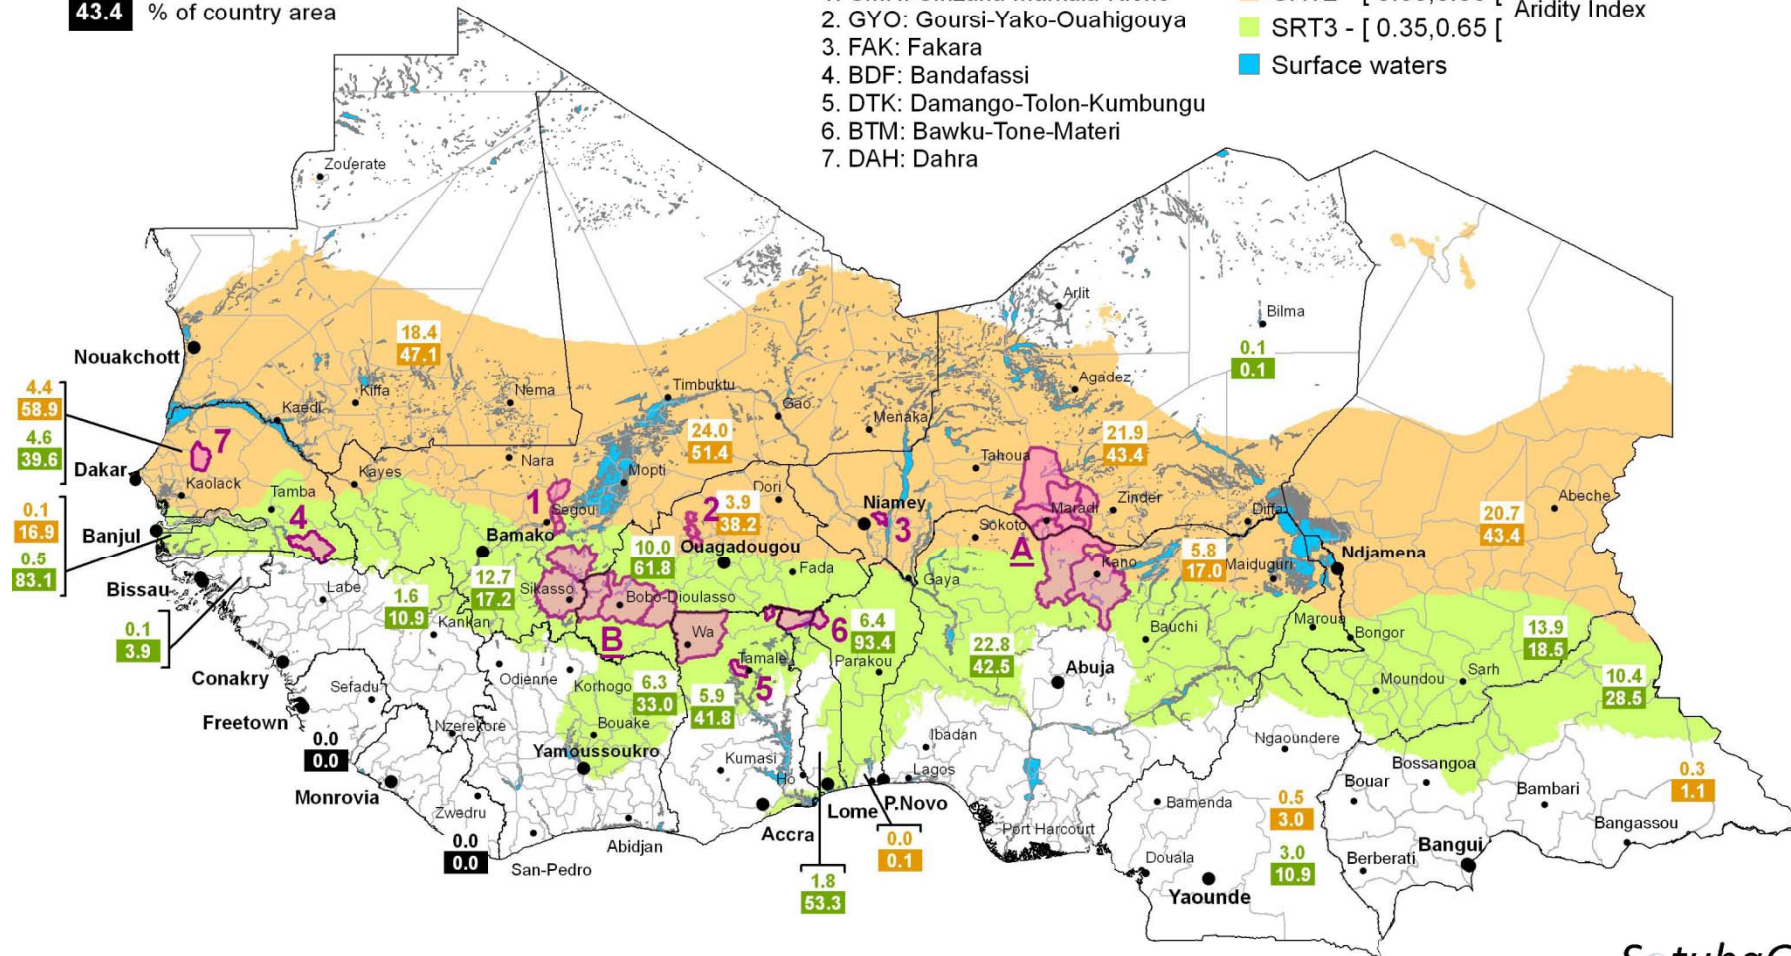 43.4 % of country area
2. GYO: Goursi-Yako-Ouahigouya
3. FAK: Fakara
4. BDF: Bandafassi
5. DTK: Damango-Tolon-Kumbungu
6. BTM: Bawku-Tone-Materi
7. DAH: Dahra
Aridity Index
SRT3 - [ 0.35,0.65 [
Surface waters
Zouerate
Arlit
Bilma
0.1
0.1
18.4
47.1
Nouakchott
Kiffa
Nema
Timbuktu
Agadez
Kaedi
Gao
Menaka
4.4
58.9
4.6
39.6
7
24.0
51.4
21.9
43.4
Dakar
Kayes
Nara
Mopti
Tahoua
Kaolack
Tamba
Dori
Niamey
Zinder
Abeche
1
2
3.9
38.2
Maradi
Diffa
20.7
43.4
0.1
16.9
Banjul
4
Segou
3
Sokoto
A
0.5
83.1
Bamako
10.0
61.8
Ouagadougou
5.8
17.0
Ndjamena
Bissau
Labe
1.6
10.9
12.7
17.2
Sikasso
Fada
Gaya
Kano
Maiduguri
Bobo-Dioulasso
0.1
3.9
Kankan
B
Wa
6
6.4
93.4
22.8
42.5
Bauchi
Maroua
Bongor
13.9
18.5
Conakry
Sefadu
Odienne
Korhogo
6.3
33.0
5.9
41.8
Tamale
5
Parakou
Abuja
Moundou
Sarh
10.4
28.5
Freetown
Nzerekore
Bouake
0.0
0.0
Yamoussoukro
Kumasi
Ho
Ibadan
Lagos
Ngaoundere
Bossangoa
Bouar
Bambari
0.3
1.1
Monrovia
Zwedru
Accra
Lome
P.Novo
Bamenda
0.5
3.0
Bangassou
0.0
0.0
San-Pedro
Abidjan
0.0
0.1
Port Harcourt
Douala
3.0
10.9
Berberati
Bangui
1.8
53.3
Yaounde